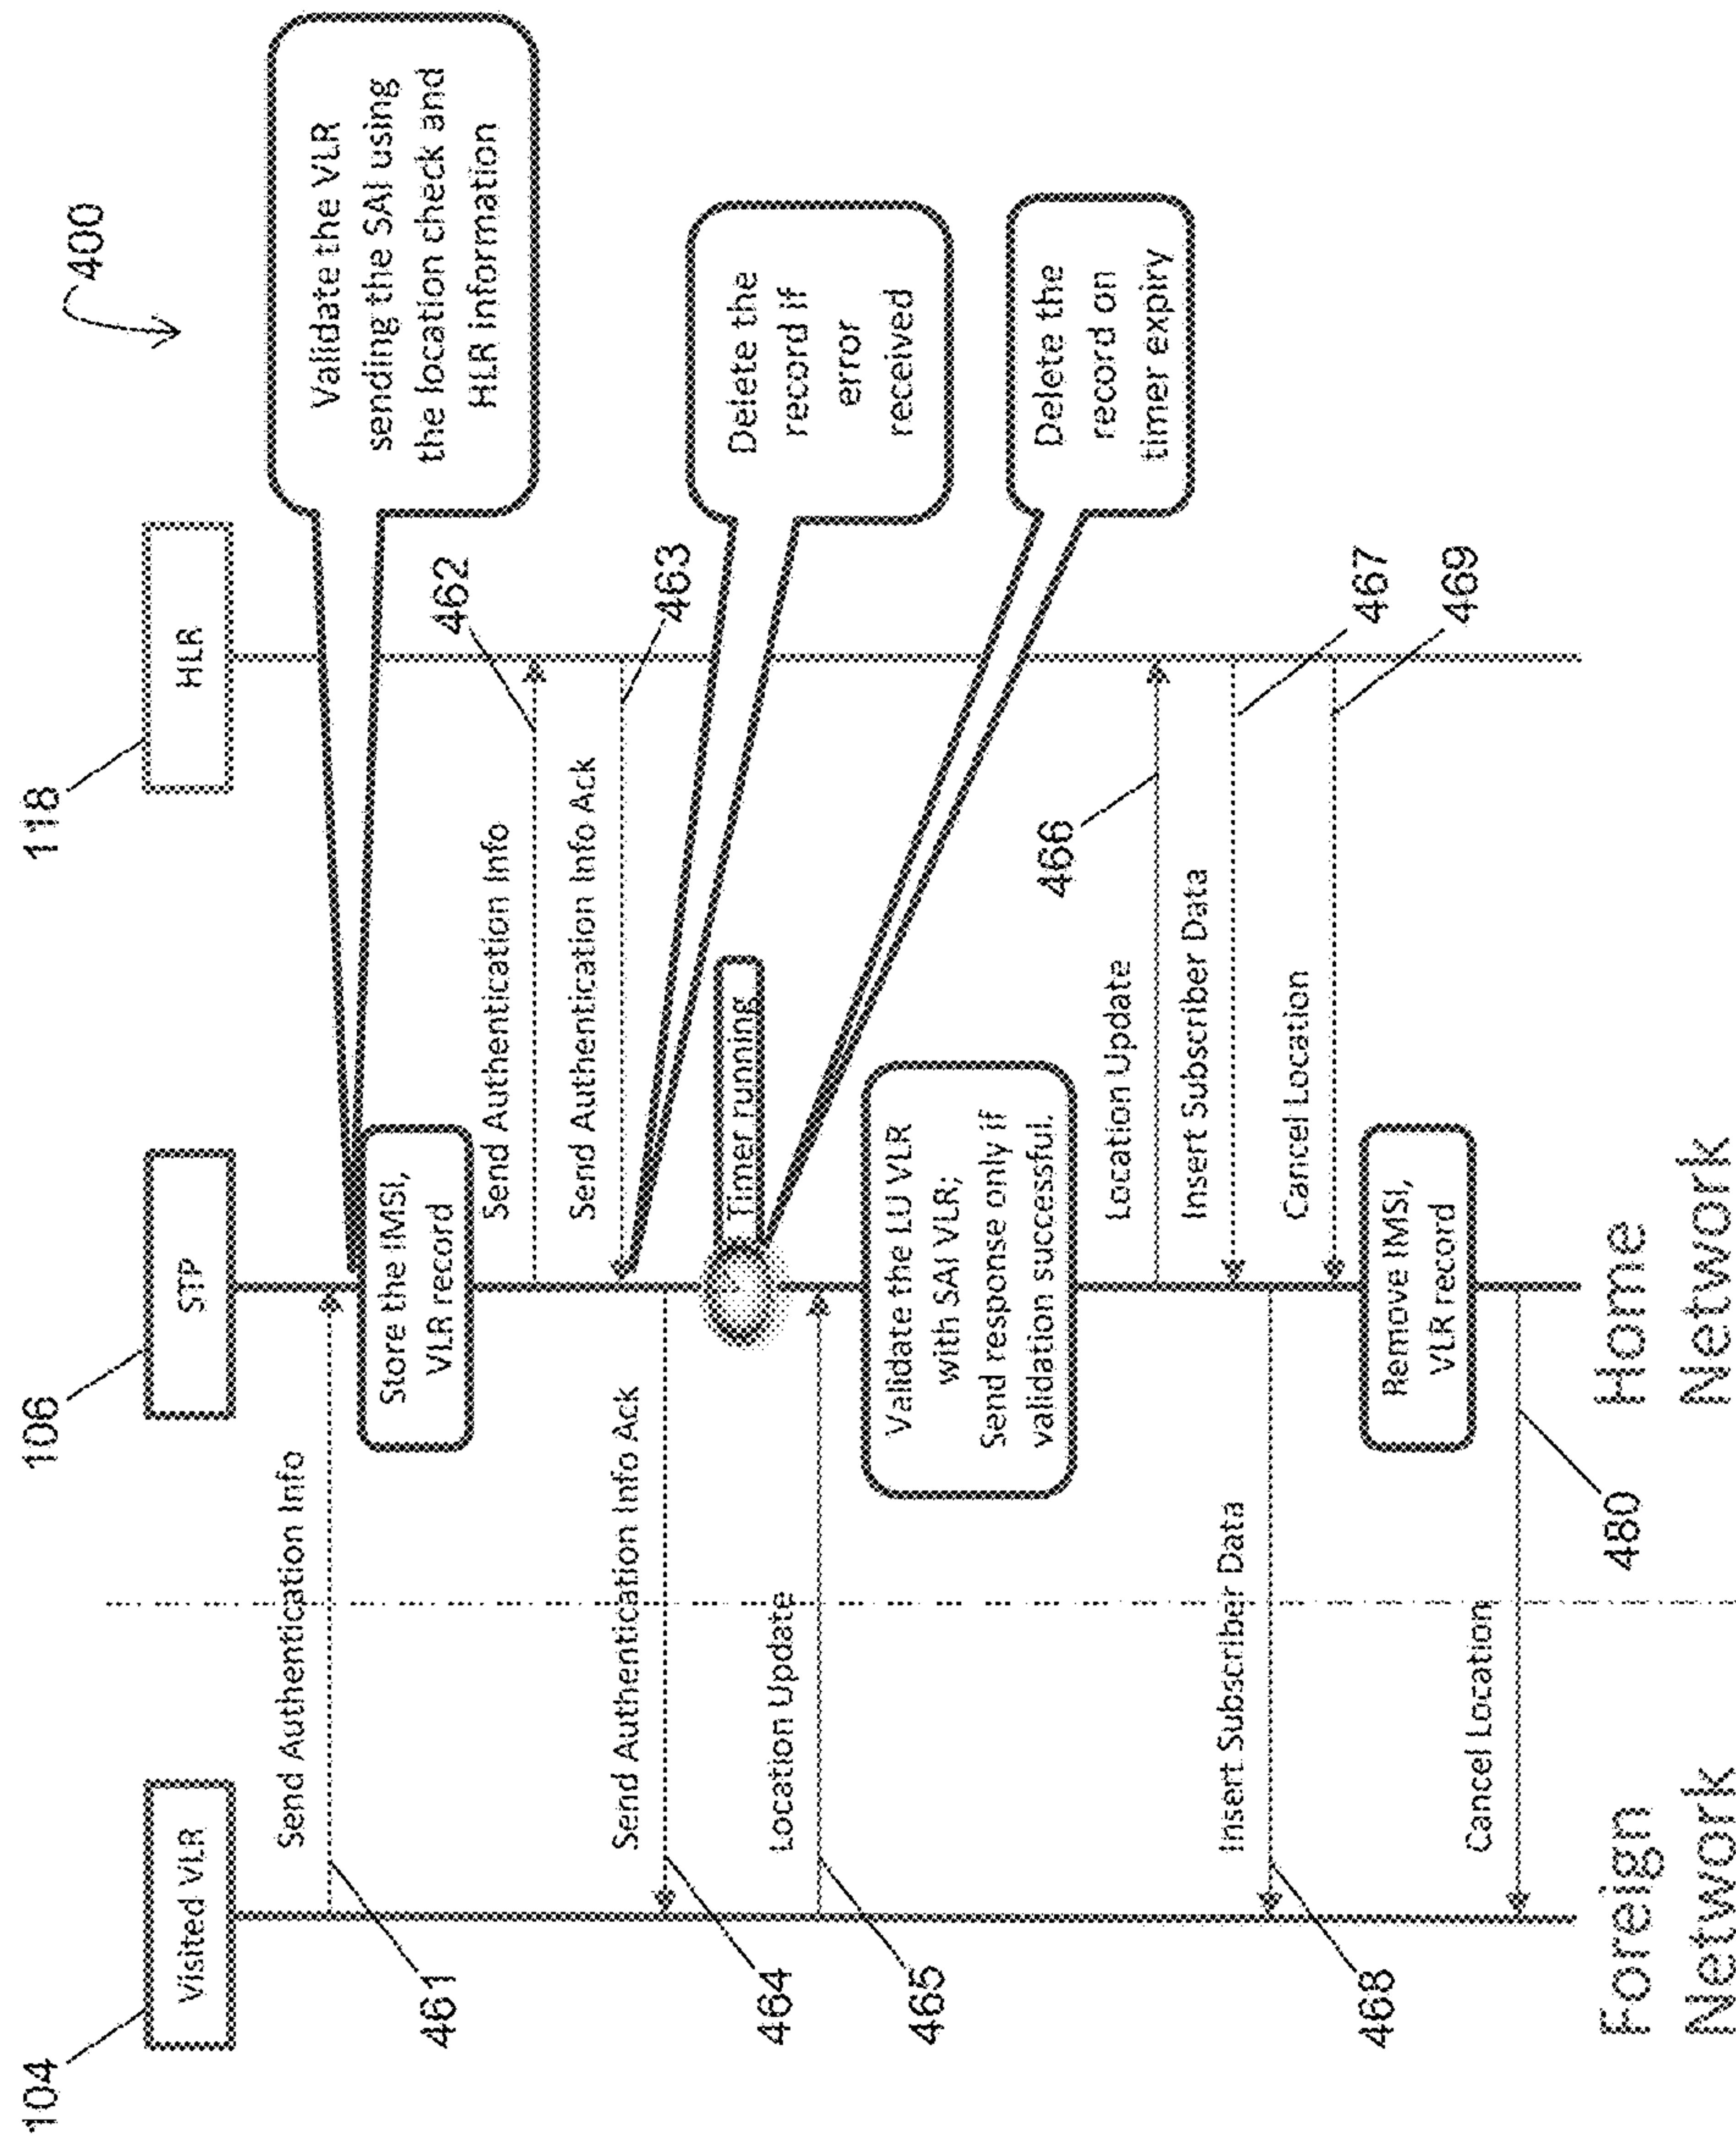 400
104
106
118
Visited VLR
STP
HLR
Send Authentication Info
461
Validate the VLR
sending the SAI using
the location check and
HLR information
Store the IMSI,
VLR record
Send Authentication Info
462
Send Authentication Info Ack
463
Delete the
record if
error
received
Send Authentication Info Ack
464
Timer running
Delete the
record on
timer expiry
Location Update
465
Validate the LU VLR
with SAI VLR;
Send response only if
validation successful.
Location Update
466
Insert Subscriber Data
467
Insert Subscriber Data
468
Cancel Location
469
Remove IMSI,
VLR record
Cancel Location
480
Foreign
Network
Home
Network